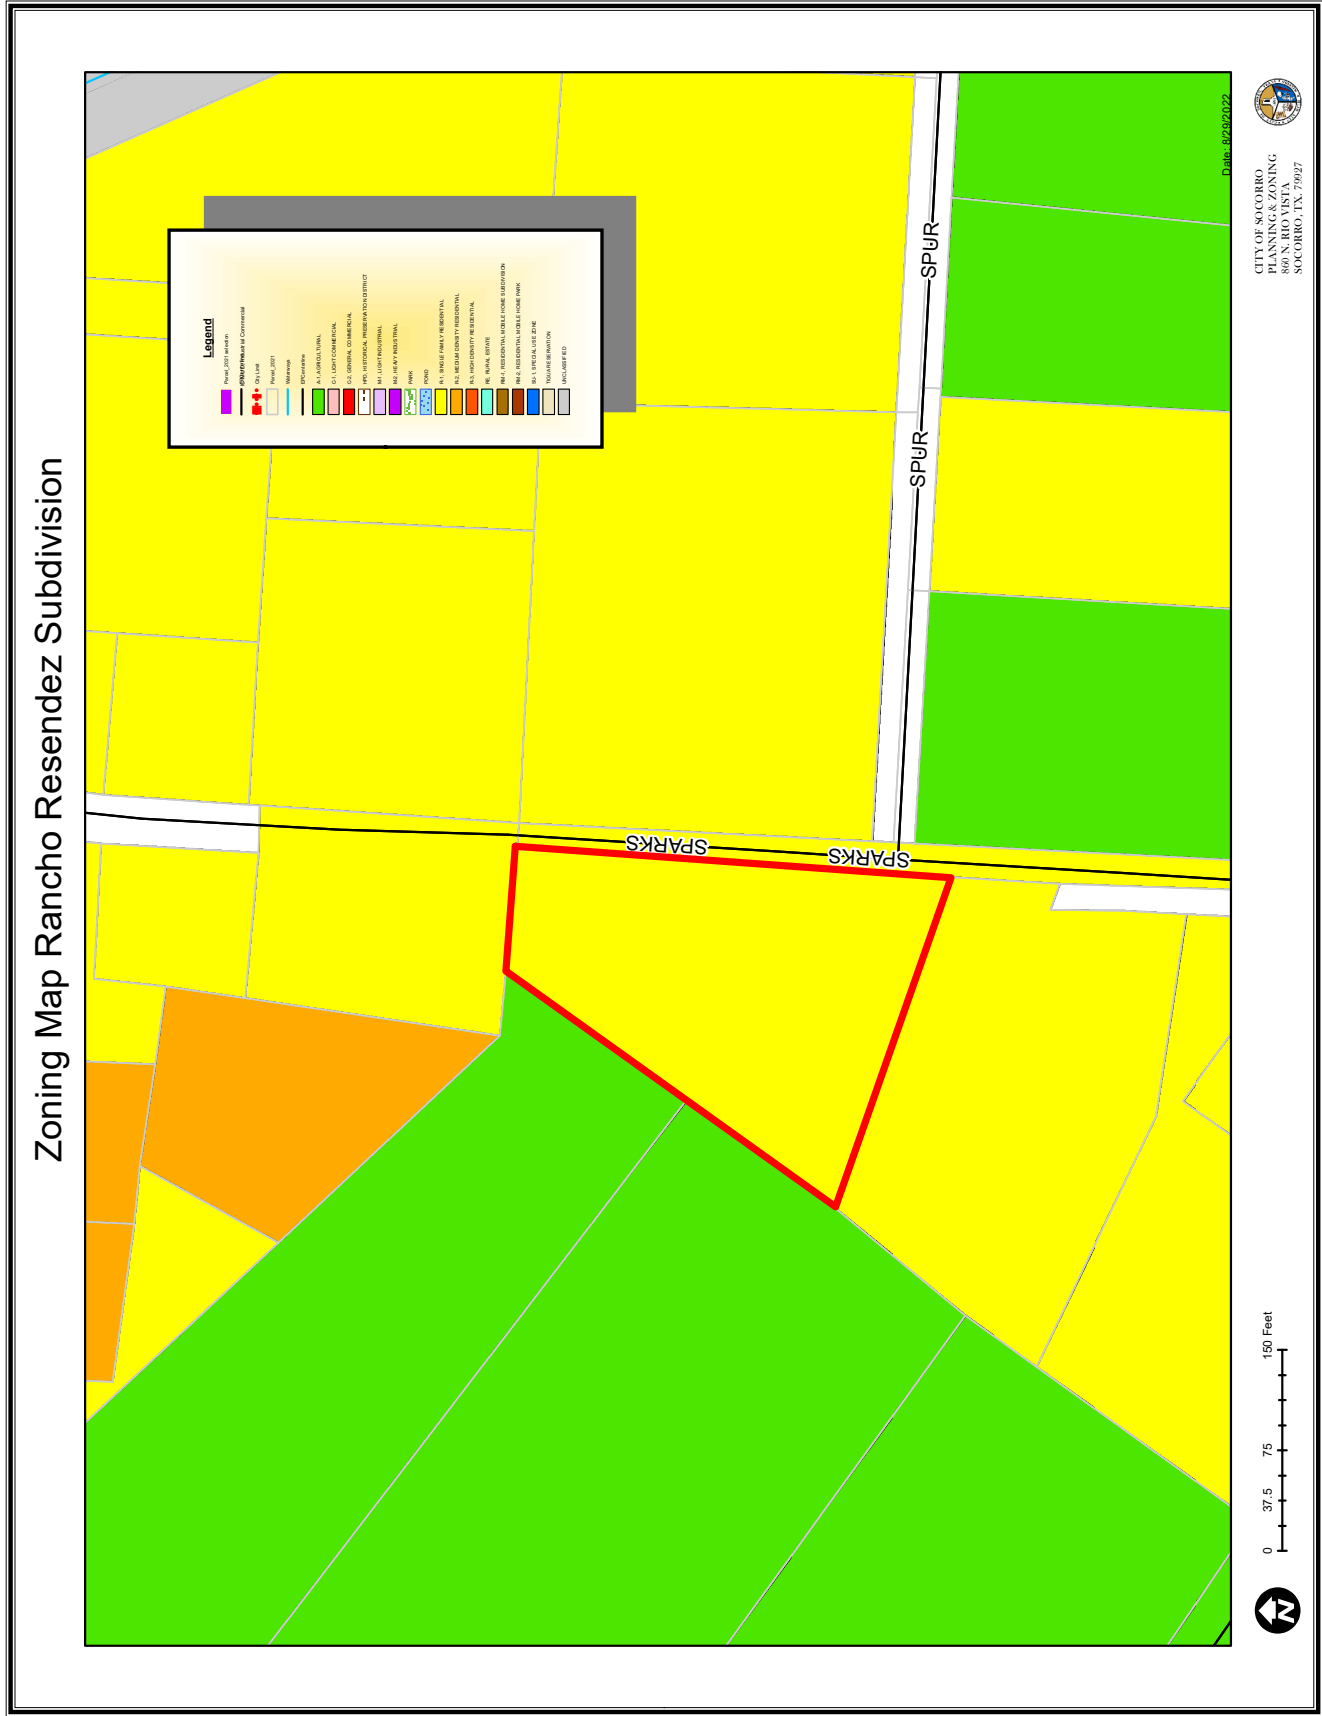 Zoning Map Rancho Resendez Subdivision
Legend
Parcel_2021 selection
City Limit
Parcel_2021
Waterways
EPCenterline
A-1, AGRICULTURAL
C-1, LIGHT COMMERCIAL
C-2, GENERAL COMMERCIAL
HPD, HISTORICAL PRESERVATION DISTRICT
M-1, LIGHT INDUSTRIAL
M-2, HEAVY INDUSTRIAL
PARK
POND
R-1, SINGLE FAMILY RESIDENTIAL
R-2, MEDIUM DENSITY RESIDENTIAL
R-3, HIGH DENSITY RESIDENTIAL
RE, RURAL ESTATE
RM-1, RESIDENTIAL MOBILE HOME SUBDIVISION
RM-2, RESIDENTIAL MOBILE HOME PARK
SU-1, SPECIAL USE ZONE
TIGUA RESERVATION
UNCLASSIFIED
SPARKS
SPARKS
SPUR
SPUR
Date: 8/29/2022
N
0 37.5 75 150 Feet
CITY OF SOCORRO
PLANNING & ZONING
860 N. RIO VISTA
SOCORRO, TX. 79927